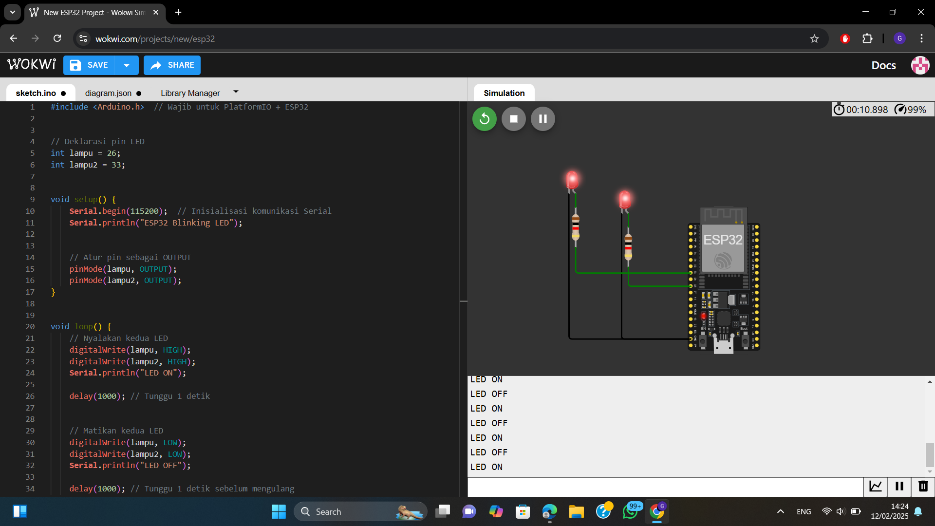 New ESP32 Project - Wokwi Sim
wokwi.com/projects/new/esp32
G
WOKWI
SAVE
SHARE
Docs
sketch.ino
diagram.json
Library Manager
Simulation
1 #include <Arduino.h> // Wajib untuk PlatformIO + ESP32
2
3
4 // Deklarasi pin LED
5 int lampu = 26;
6 int lampu2 = 33;
7
8
9 void setup() {
10 Serial.begin(115200); // Inisialisasi komunikasi Serial
11 Serial.println("ESP32 Blinking LED");
12
13
14 // Atur pin sebagai OUTPUT
15 pinMode(lampu, OUTPUT);
16 pinMode(lampu2, OUTPUT);
17 }
18
19
20 void loop() {
21 // Nyalakan kedua LED
22 digitalWrite(lampu, HIGH);
23 digitalWrite(lampu2, HIGH);
24 Serial.println("LED ON");
25
26 delay(1000); // Tunggu 1 detik
27
28
29 // Matikan kedua LED
30 digitalWrite(lampu, LOW);
31 digitalWrite(lampu2, LOW);
32 Serial.println("LED OFF");
33
34 delay(1000); // Tunggu 1 detik sebelum mengulang
00:10.898 99%
ESP32
LED ON
LED OFF
LED ON
LED OFF
LED ON
LED OFF
LED ON
Search
99+
ENG
14:24
12/02/2025